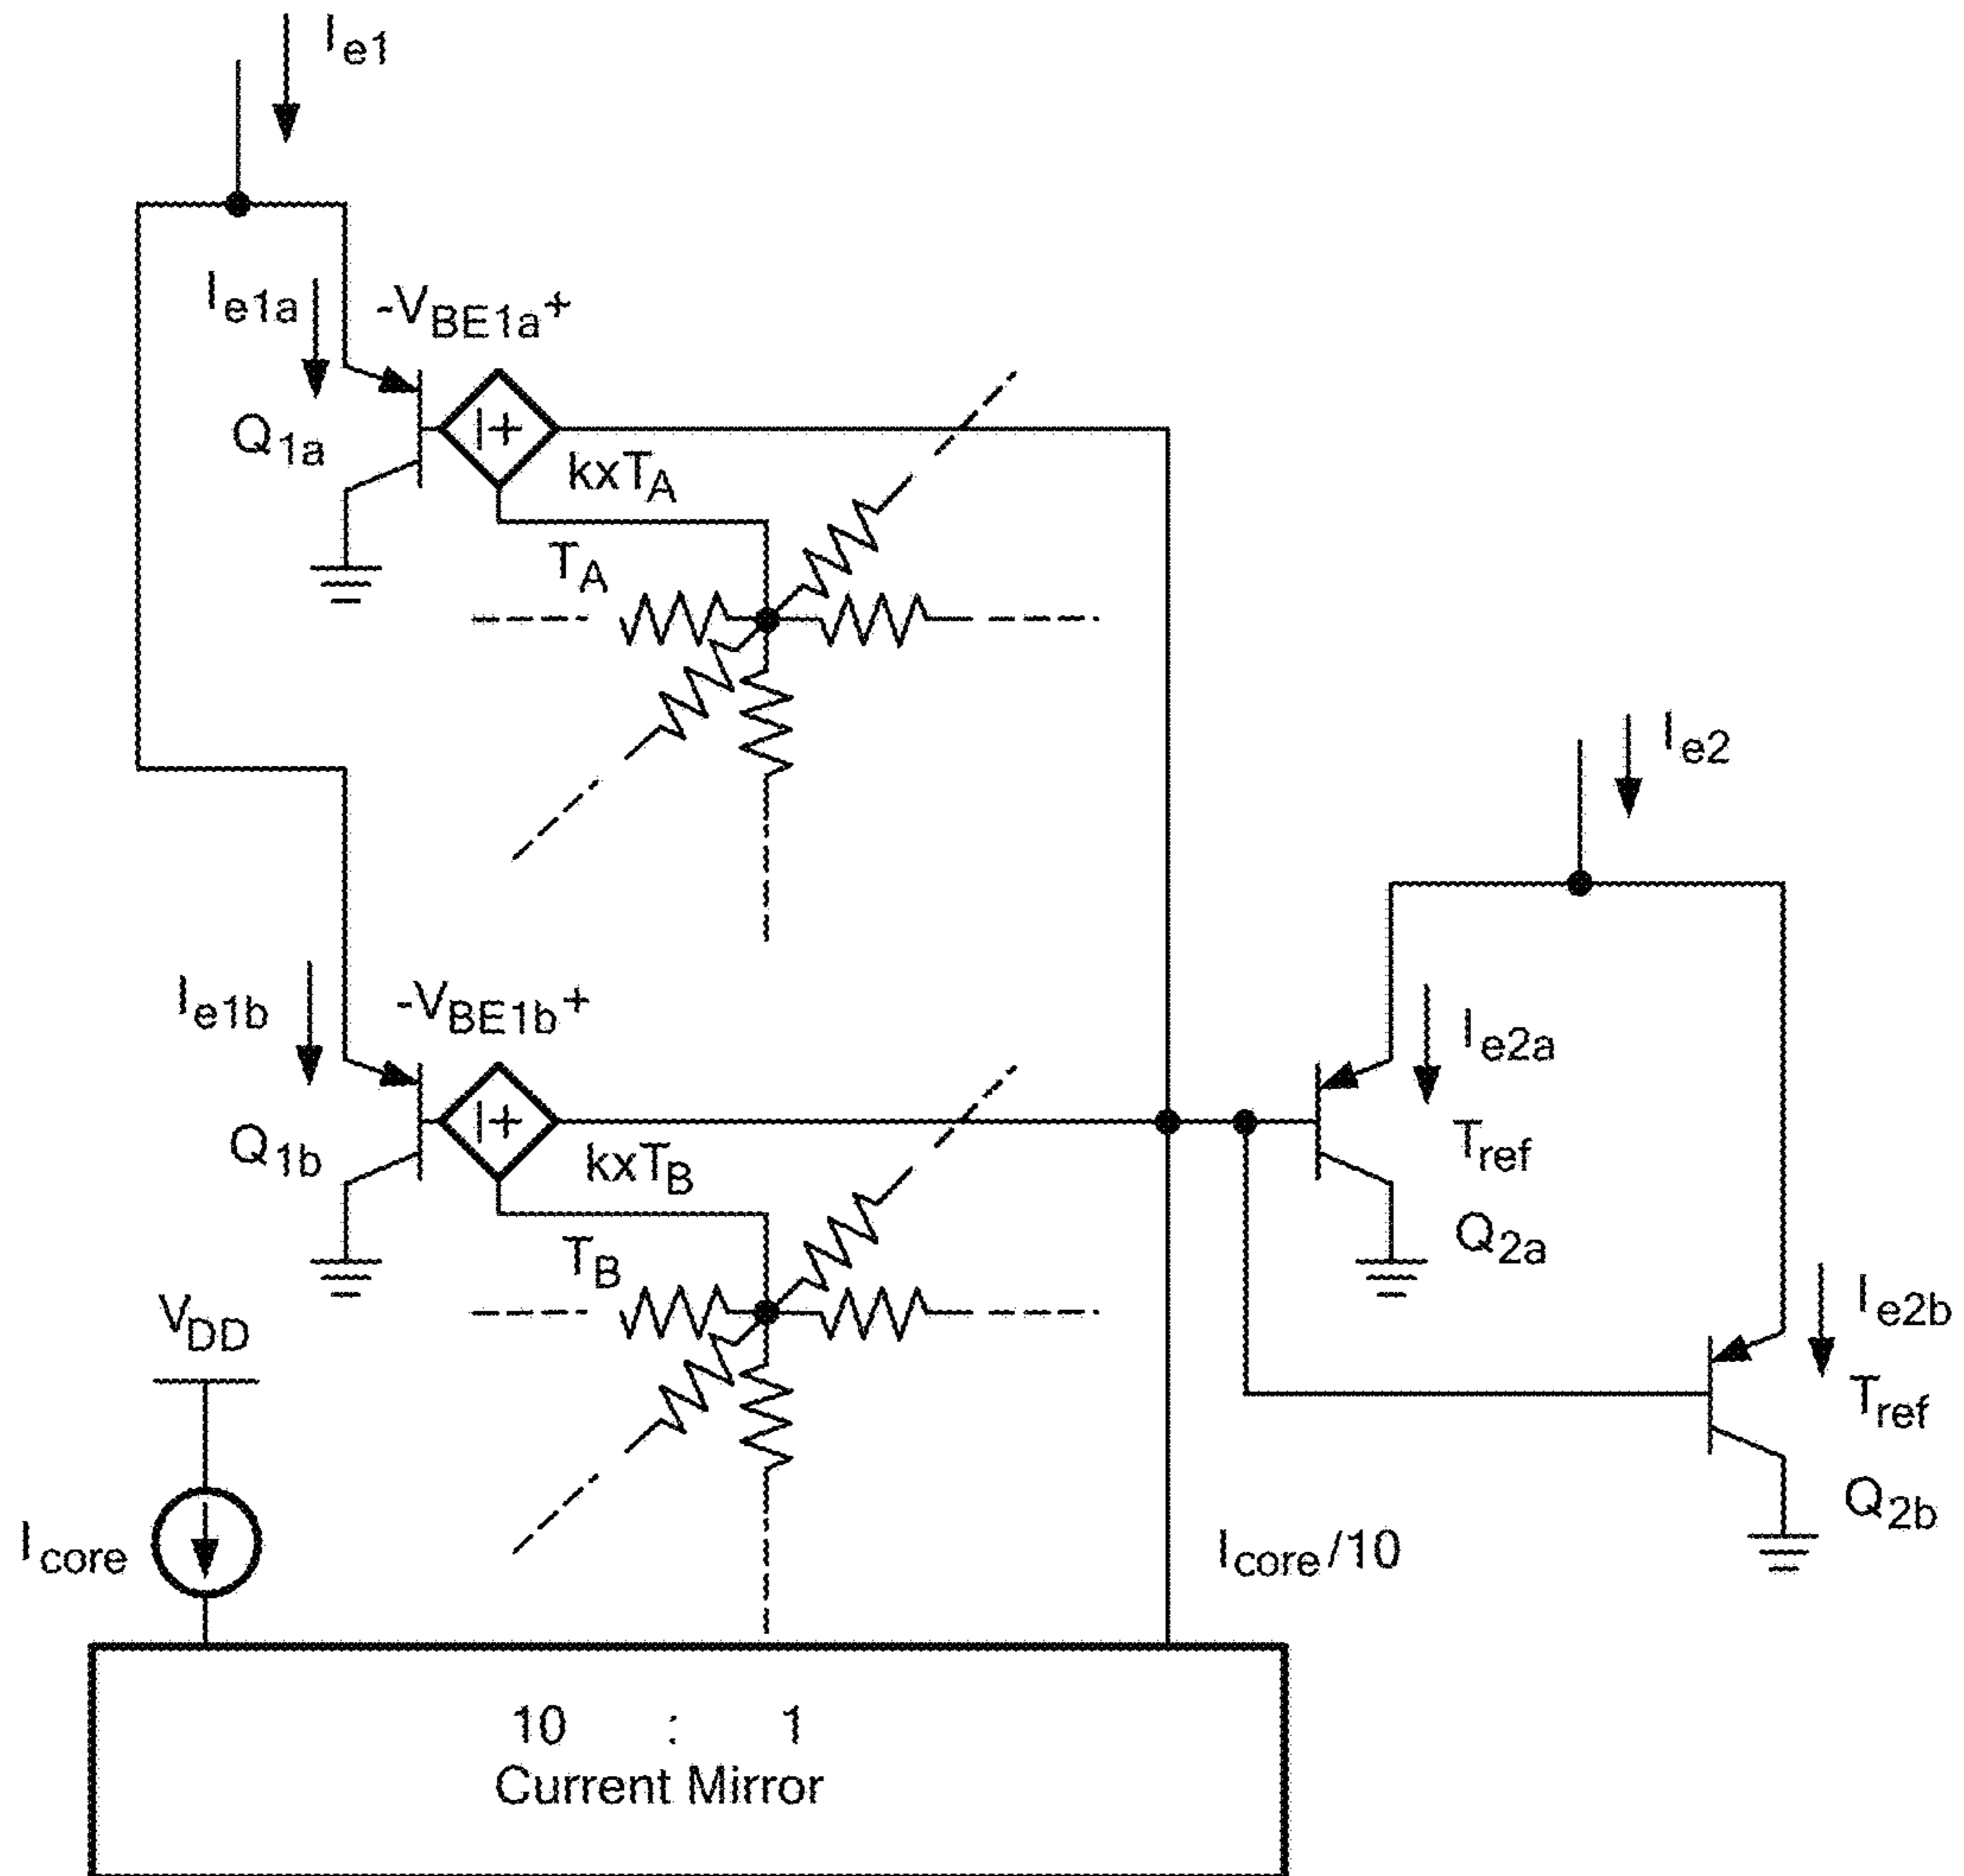 Ie1
Ie1a
-VBE1a+
Q1a
|+
kxTA
TA
Ie2
Ie1b
-VBE1b+
Ie2a
Q1b
|+
kxTB
Tref
TB
Q2a
VDD
Ie2b
Tref
Q2b
Icore
Icore/10
10 : 1
Current Mirror